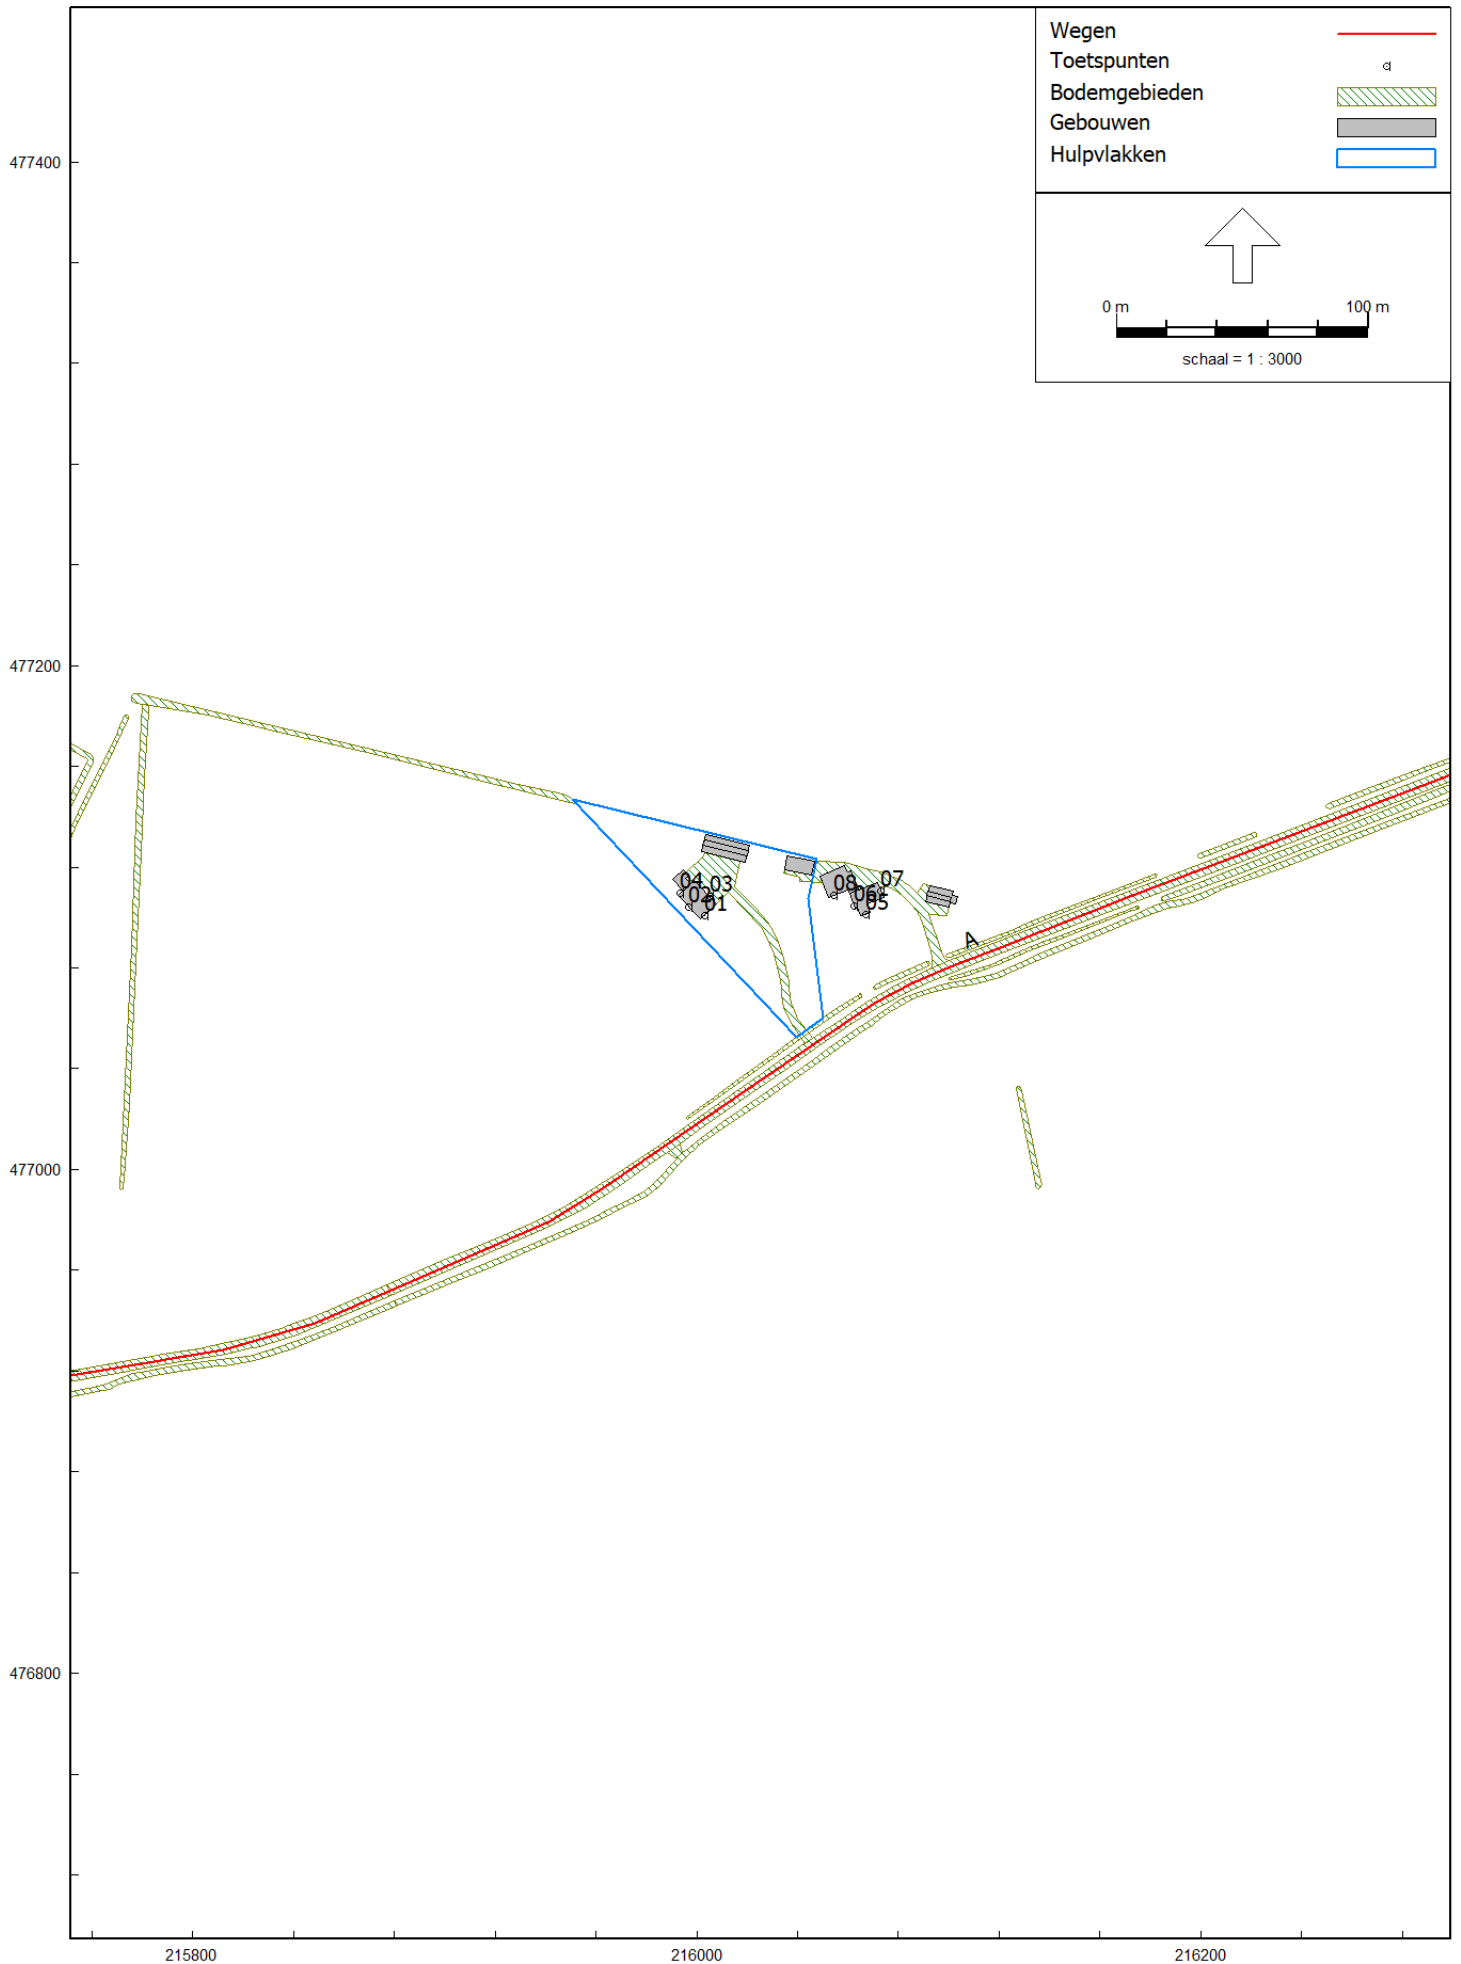 Wegen
Toetspunten
Bodemgebieden
Gebouwen
Hulpvlakken
0 m 100 m
schaal = 1 : 3000
477400
477200
477000
476800
04 03
02 01
08 07
06 05
A
215800 216000 216200